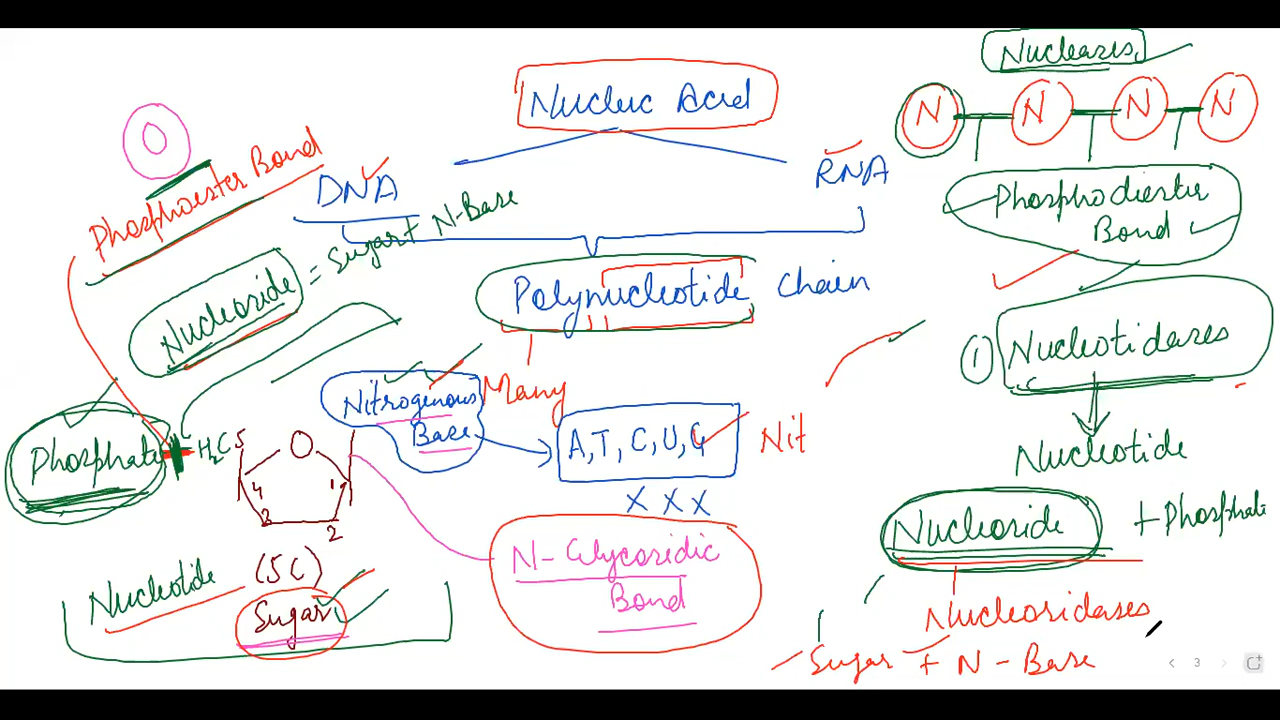 Nucleases
Nucleic Acid
N N N N
Phosphoester Bond
DNA
RNA
Phosphodiester
Bond
Nucleoside = Sugar + N-Base
Polynucleotide Chain
① Nucleotidases
Nitrogenous
Base
Many
A, T, C, U, G
Nit
Phosphate
H₂C
5
O
4
1
3
2
X X X
Nucleotide
Nucleoside + Phosphate
N-Glycosidic
Bond
Nucleotide
(5C)
Sugar
Nucleosidases
Sugar + N-Base
3